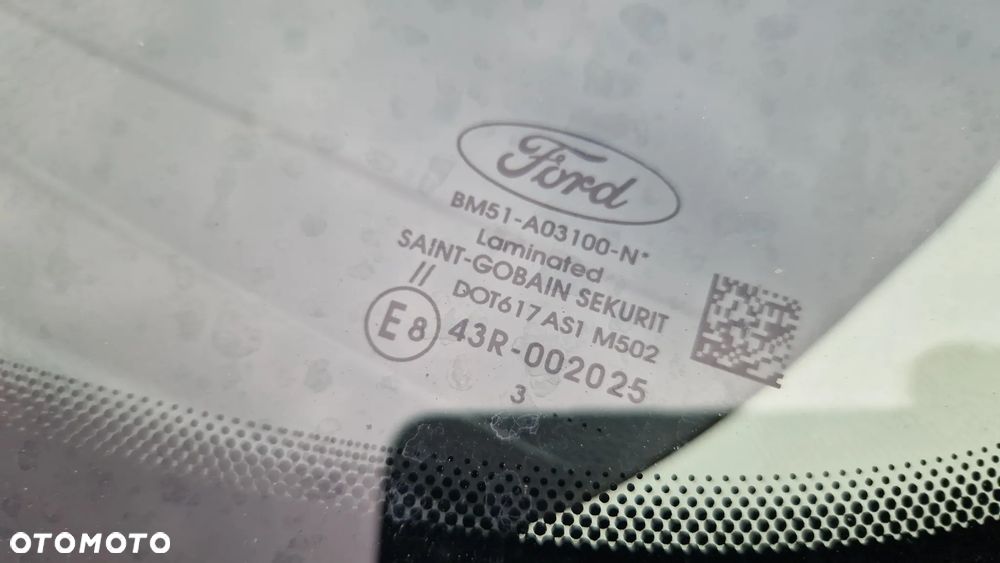 Ford
BM51-A03100-N*
Laminated
SAINT-GOBAIN SEKURIT
// DOT617 AS1 M502
E8 43R-002025
3
OTOMOTO